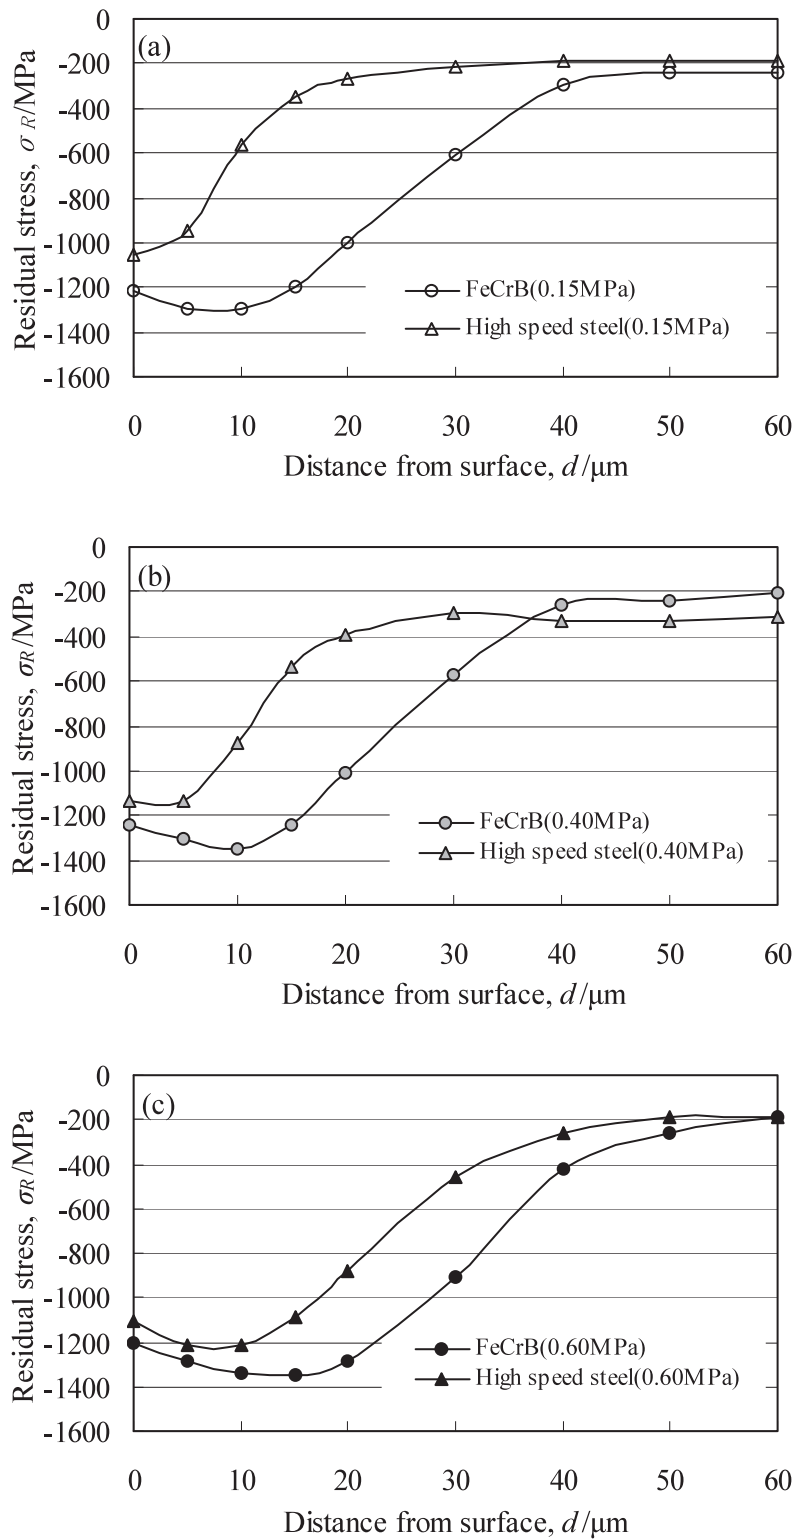 0
(a)
-200
-400
-600
-800
-1000
-1200
-1400
-1600
Residual stress, σ R/MPa
FeCrB(0.15MPa)
High speed steel(0.15MPa)
0 10 20 30 40 50 60
Distance from surface, d/μm
0
(b)
-200
-400
-600
-800
-1000
-1200
-1400
-1600
Residual stress, σR/MPa
FeCrB(0.40MPa)
High speed steel(0.40MPa)
0 10 20 30 40 50 60
Distance from surface, d/μm
0
(c)
-200
-400
-600
-800
-1000
-1200
-1400
-1600
Residual stress, σR/MPa
FeCrB(0.60MPa)
High speed steel(0.60MPa)
0 10 20 30 40 50 60
Distance from surface, d/μm